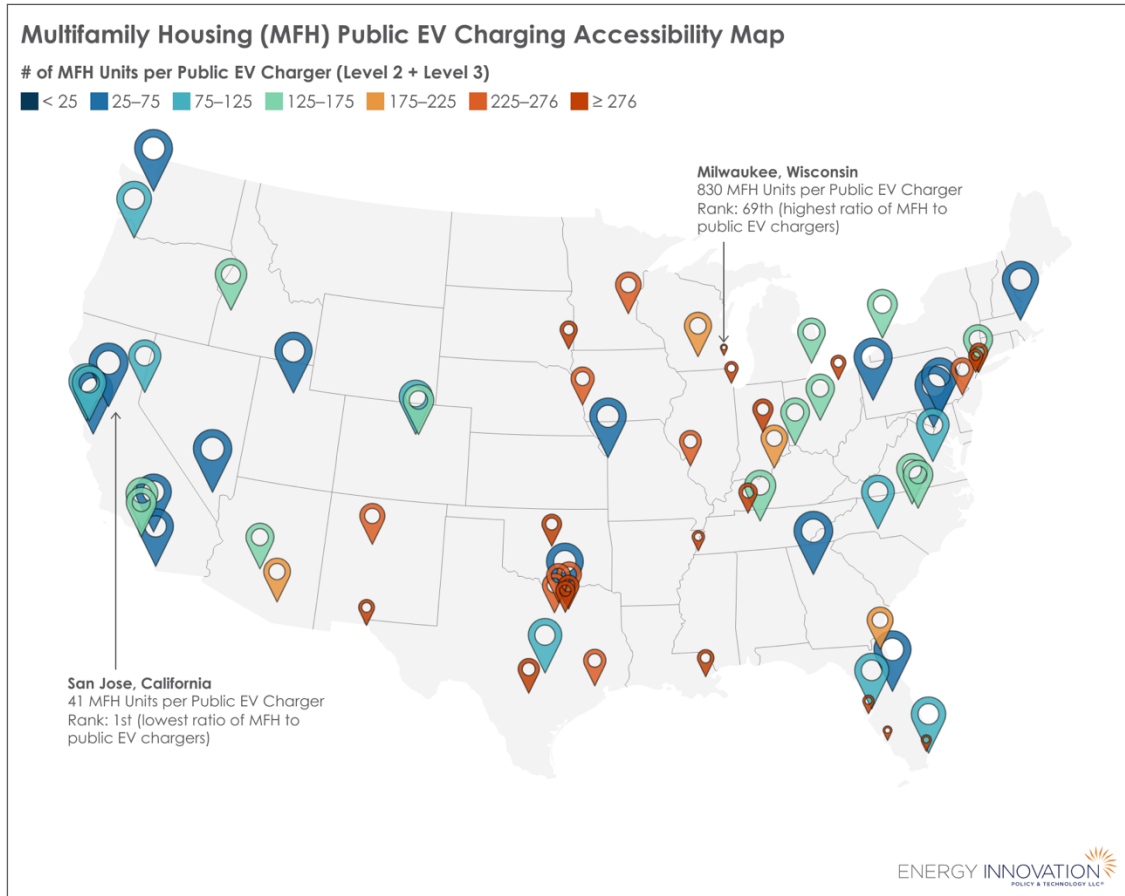 Multifamily Housing (MFH) Public EV Charging Accessibility Map
# of MFH Units per Public EV Charger (Level 2 + Level 3)
< 25 25–75 75–125 125–175 175–225 225–276 ≥ 276
Milwaukee, Wisconsin
830 MFH Units per Public EV Charger
Rank: 69th (highest ratio of MFH to
public EV chargers)
San Jose, California
41 MFH Units per Public EV Charger
Rank: 1st (lowest ratio of MFH to
public EV chargers)
ENERGY INNOVATION
POLICY & TECHNOLOGY LLC®